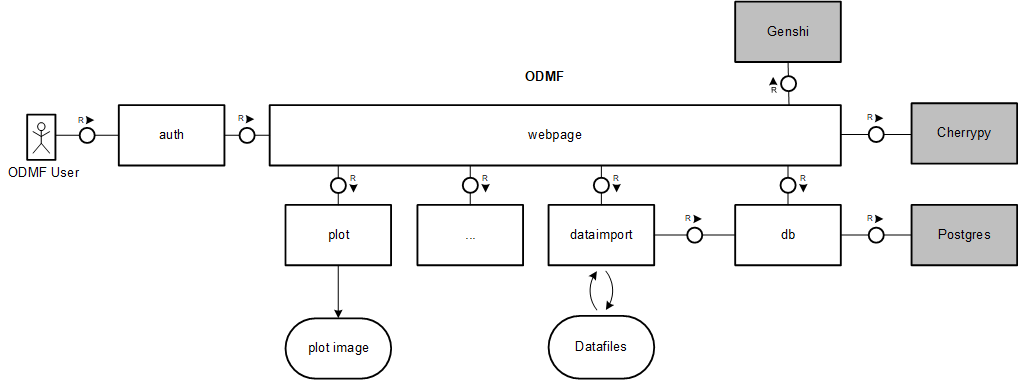 Genshi
ODMF
R
R
R
R
auth
webpage
Cherrypy
ODMF User
R
R
R
R
plot
...
dataimport
R
db
R
Postgres
plot image
Datafiles